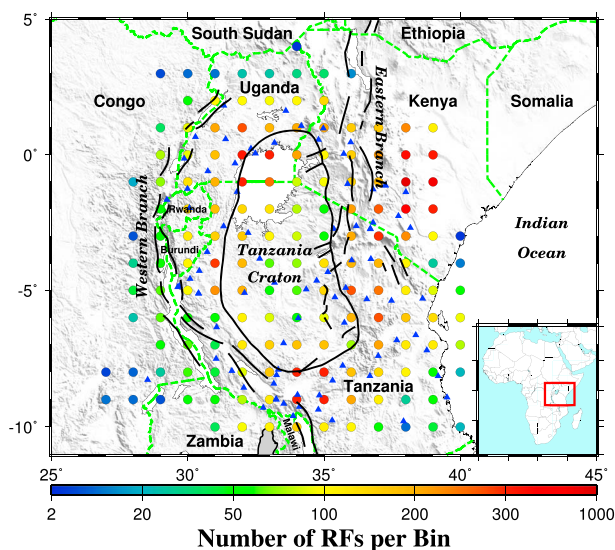 5°
South Sudan
Ethiopia
Uganda
Eastern Branch
Congo
Kenya
Somalia
0°
Western Branch
Rwanda
Burundi
Tanzania
Craton
Indian
Ocean
-5°
Tanzania
-10°
Zambia
Malawi
25°
30°
35°
40°
45°
2
20
50
100
200
300
1000
Number of RFs per Bin